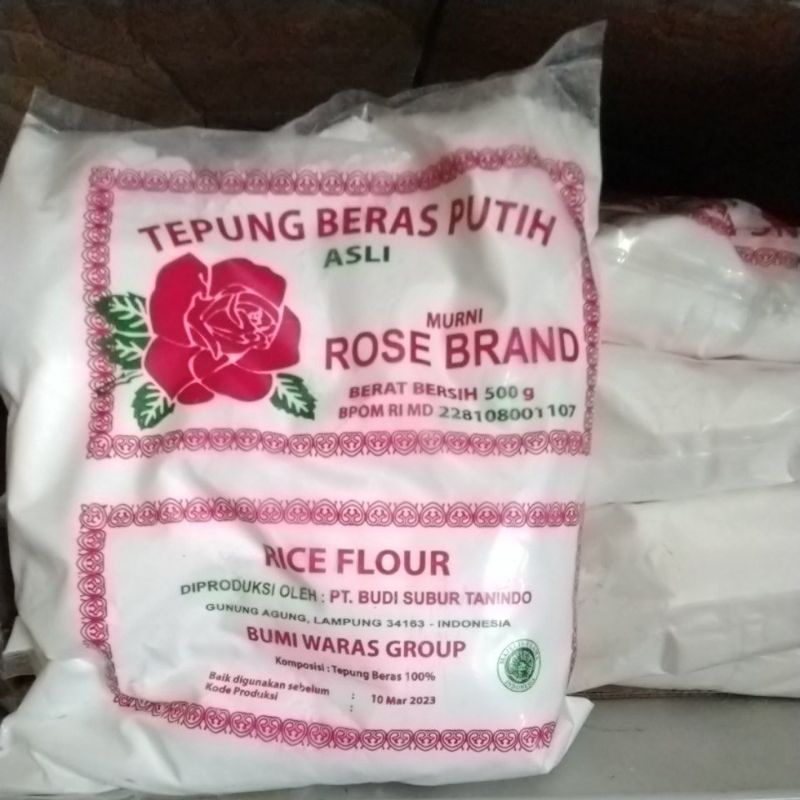 TEPUNG BERAS PUTIH
ASLI
MURNI
ROSE BRAND
BERAT BERSIH 500 g
BPOM RI MD 228108001107
RICE FLOUR
DIPRODUKSI OLEH : PT. BUDI SUBUR TANINDO
GUNUNG AGUNG, LAMPUNG 34163 - INDONESIA
BUMI WARAS GROUP
Komposisi : Tepung Beras 100%
Baik digunakan sebelum : 10 Mar 2023
Kode Produksi :
INDONESIA